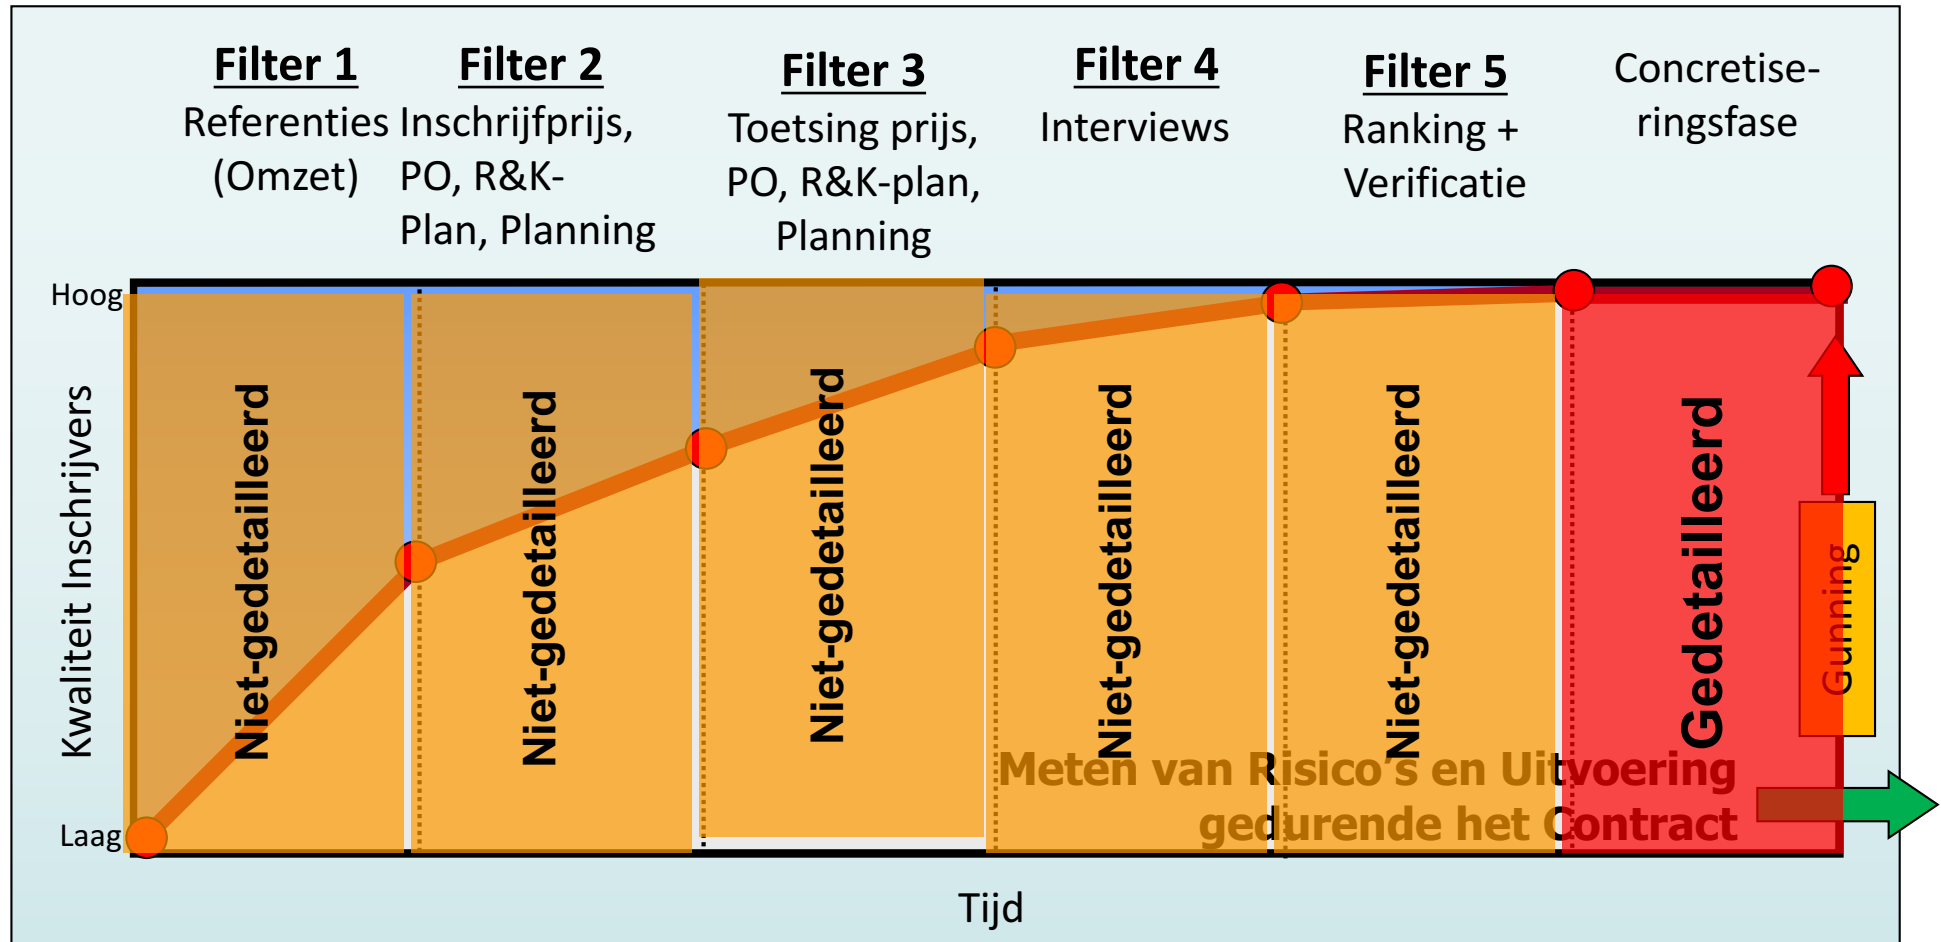 Filter 1
Referenties
(Omzet)
Filter 2
Inschrijfprijs,
PO, R&K-
Plan, Planning
Filter 3
Toetsing prijs,
PO, R&K-plan,
Planning
Filter 4
Interviews
Filter 5
Ranking +
Verificatie
Concretise-
ringsfase
Hoog
Kwaliteit Inschrijvers
Laag
Niet-gedetailleerd
Niet-gedetailleerd
Niet-gedetailleerd
Niet-gedetailleerd
Niet-gedetailleerd
Gedetailleerd
Gunning
Meten van Risico's en Uitvoering
gedurende het Contract
Tijd